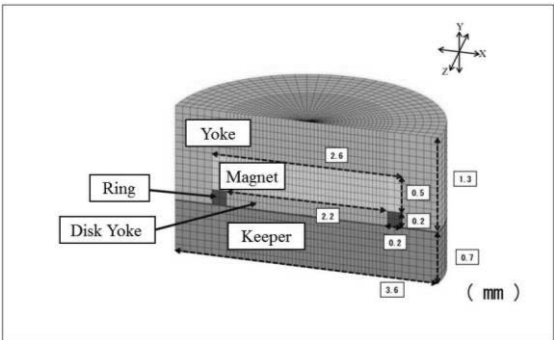 Y
X
Z
Yoke
2.6
Magnet
1.3
0.5
Ring
2.2
0.2
Disk Yoke
Keeper
0.2
0.7
3.6
( mm )